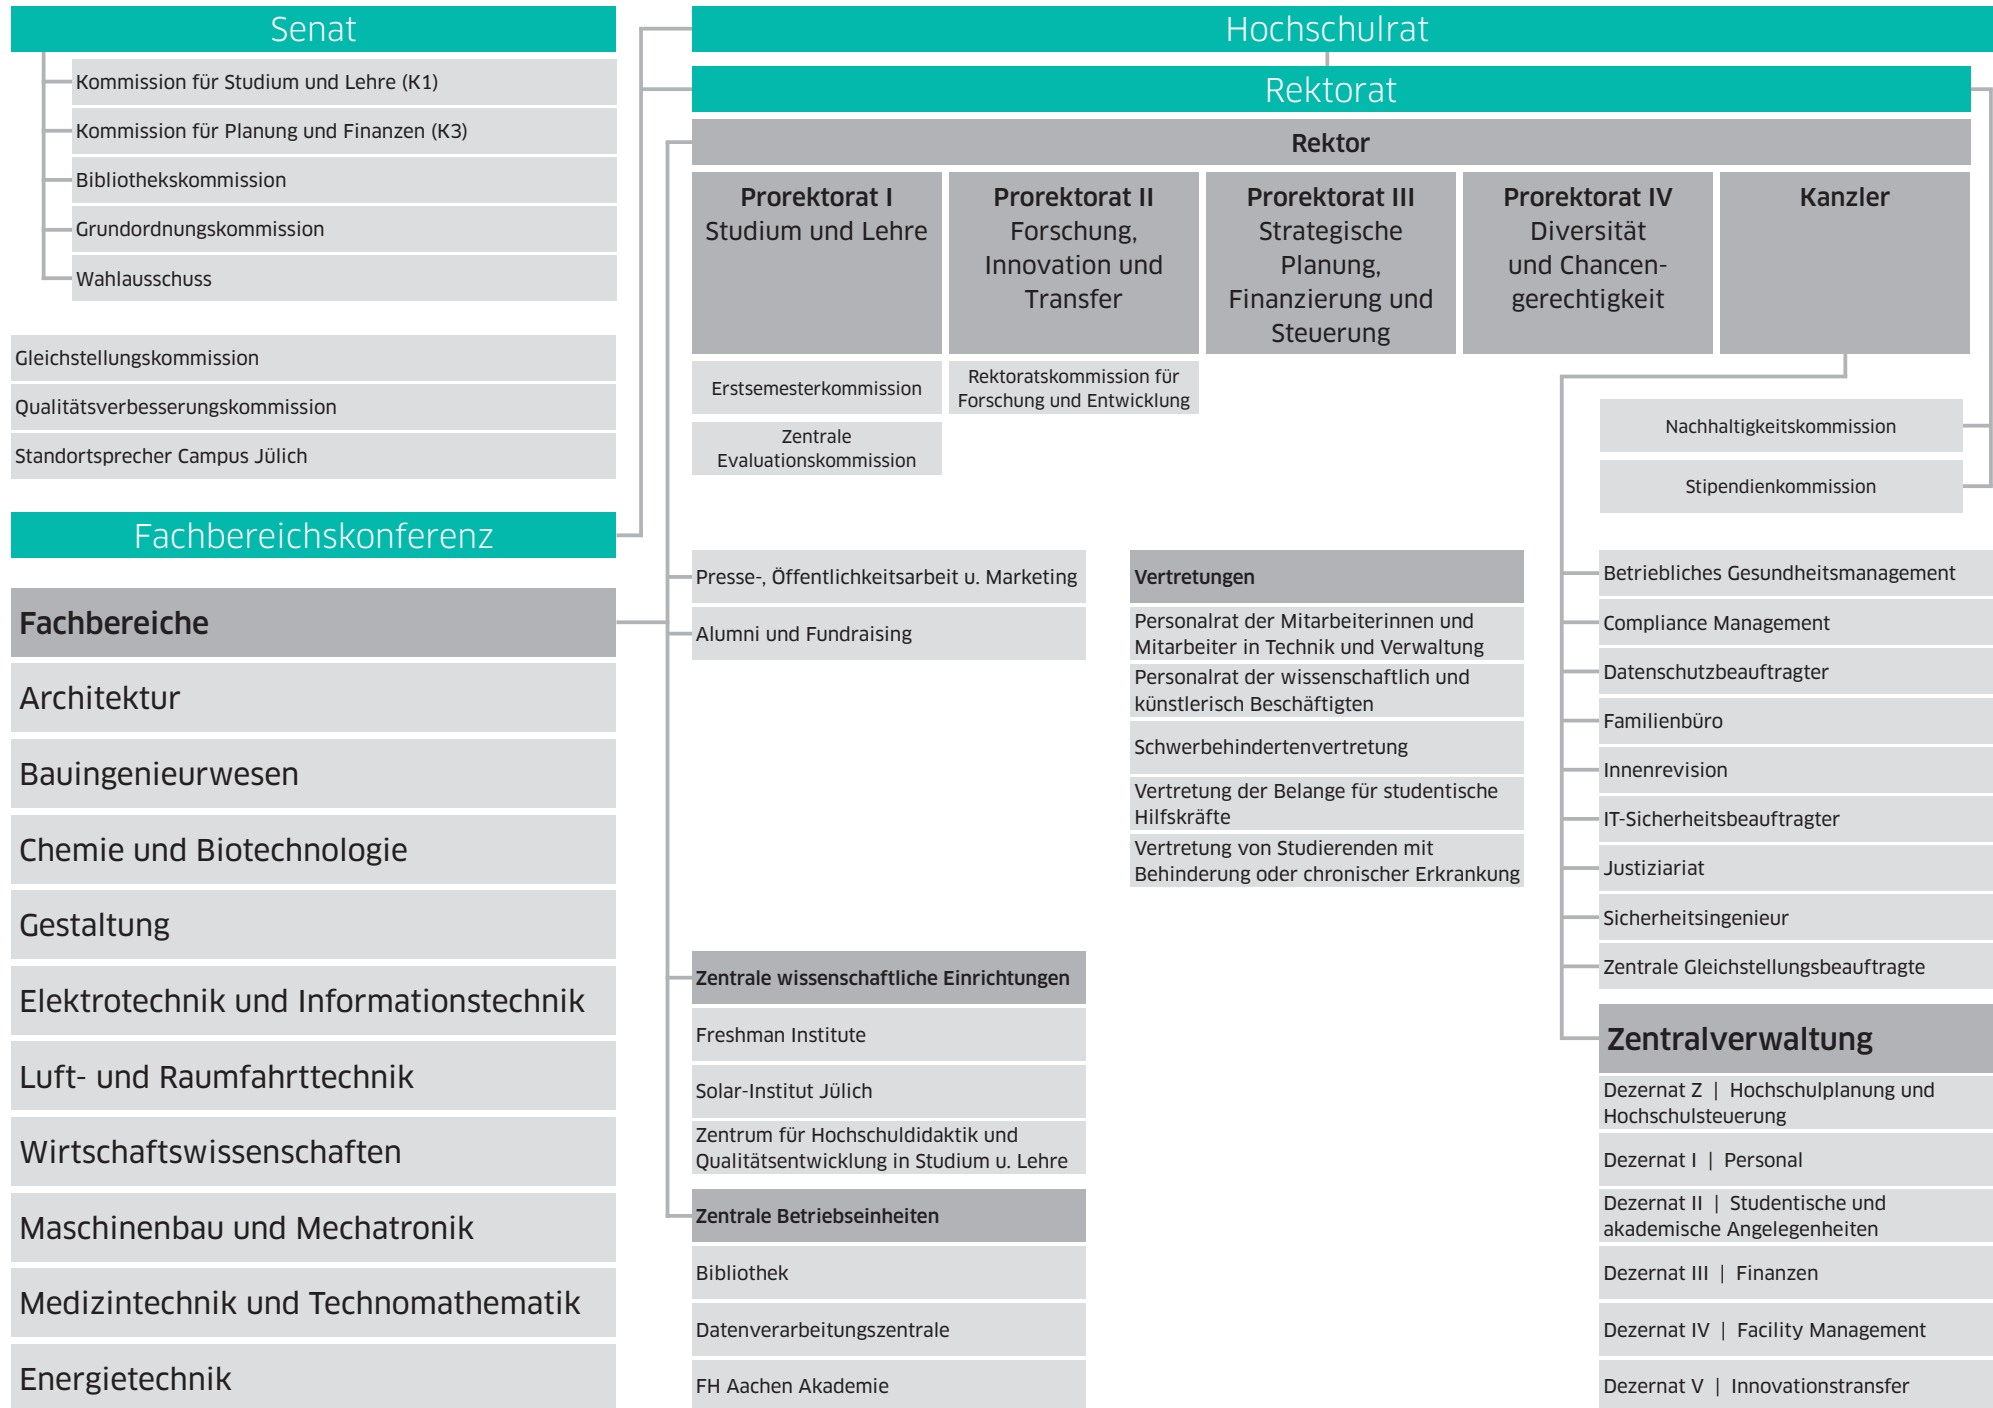 Senat
Kommission für Studium und Lehre (K1)
Kommission für Planung und Finanzen (K3)
Bibliothekskommission
Grundordnungskommission
Wahlausschuss
Gleichstellungskommission
Qualitätsverbesserungskommission
Standortsprecher Campus Jülich
Fachbereichskonferenz
Fachbereiche
Architektur
Bauingenieurwesen
Chemie und Biotechnologie
Gestaltung
Elektrotechnik und Informationstechnik
Luft- und Raumfahrttechnik
Wirtschaftswissenschaften
Maschinenbau und Mechatronik
Medizintechnik und Technomathematik
Energietechnik
Hochschulrat
Rektorat
Rektor
Prorektorat I
Studium und Lehre
Prorektorat II
Forschung,
Innovation und
Transfer
Prorektorat III
Strategische
Planung,
Finanzierung und
Steuerung
Prorektorat IV
Diversität
und Chancen-
gerechtigkeit
Kanzler
Erstsemesterkommission
Zentrale
Evaluationskommission
Rektoratskommission für
Forschung und Entwicklung
Nachhaltigkeitskommission
Stipendienkommission
Presse-, Öffentlichkeitsarbeit u. Marketing
Alumni und Fundraising
Zentrale wissenschaftliche Einrichtungen
Freshman Institute
Solar-Institut Jülich
Zentrum für Hochschuldidaktik und
Qualitätsentwicklung in Studium u. Lehre
Zentrale Betriebseinheiten
Bibliothek
Datenverarbeitungszentrale
FH Aachen Akademie
Vertretungen
Personalrat der Mitarbeiterinnen und
Mitarbeiter in Technik und Verwaltung
Personalrat der wissenschaftlich und
künstlerisch Beschäftigten
Schwerbehindertenvertretung
Vertretung der Belange für studentische
Hilfskräfte
Vertretung von Studierenden mit
Behinderung oder chronischer Erkrankung
Betriebliches Gesundheitsmanagement
Compliance Management
Datenschutzbeauftragter
Familienbüro
Innenrevision
IT-Sicherheitsbeauftragter
Justiziariat
Sicherheitsingenieur
Zentrale Gleichstellungsbeauftragte
Zentralverwaltung
Dezernat Z | Hochschulplanung und
Hochschulsteuerung
Dezernat I | Personal
Dezernat II | Studentische und
akademische Angelegenheiten
Dezernat III | Finanzen
Dezernat IV | Facility Management
Dezernat V | Innovationstransfer